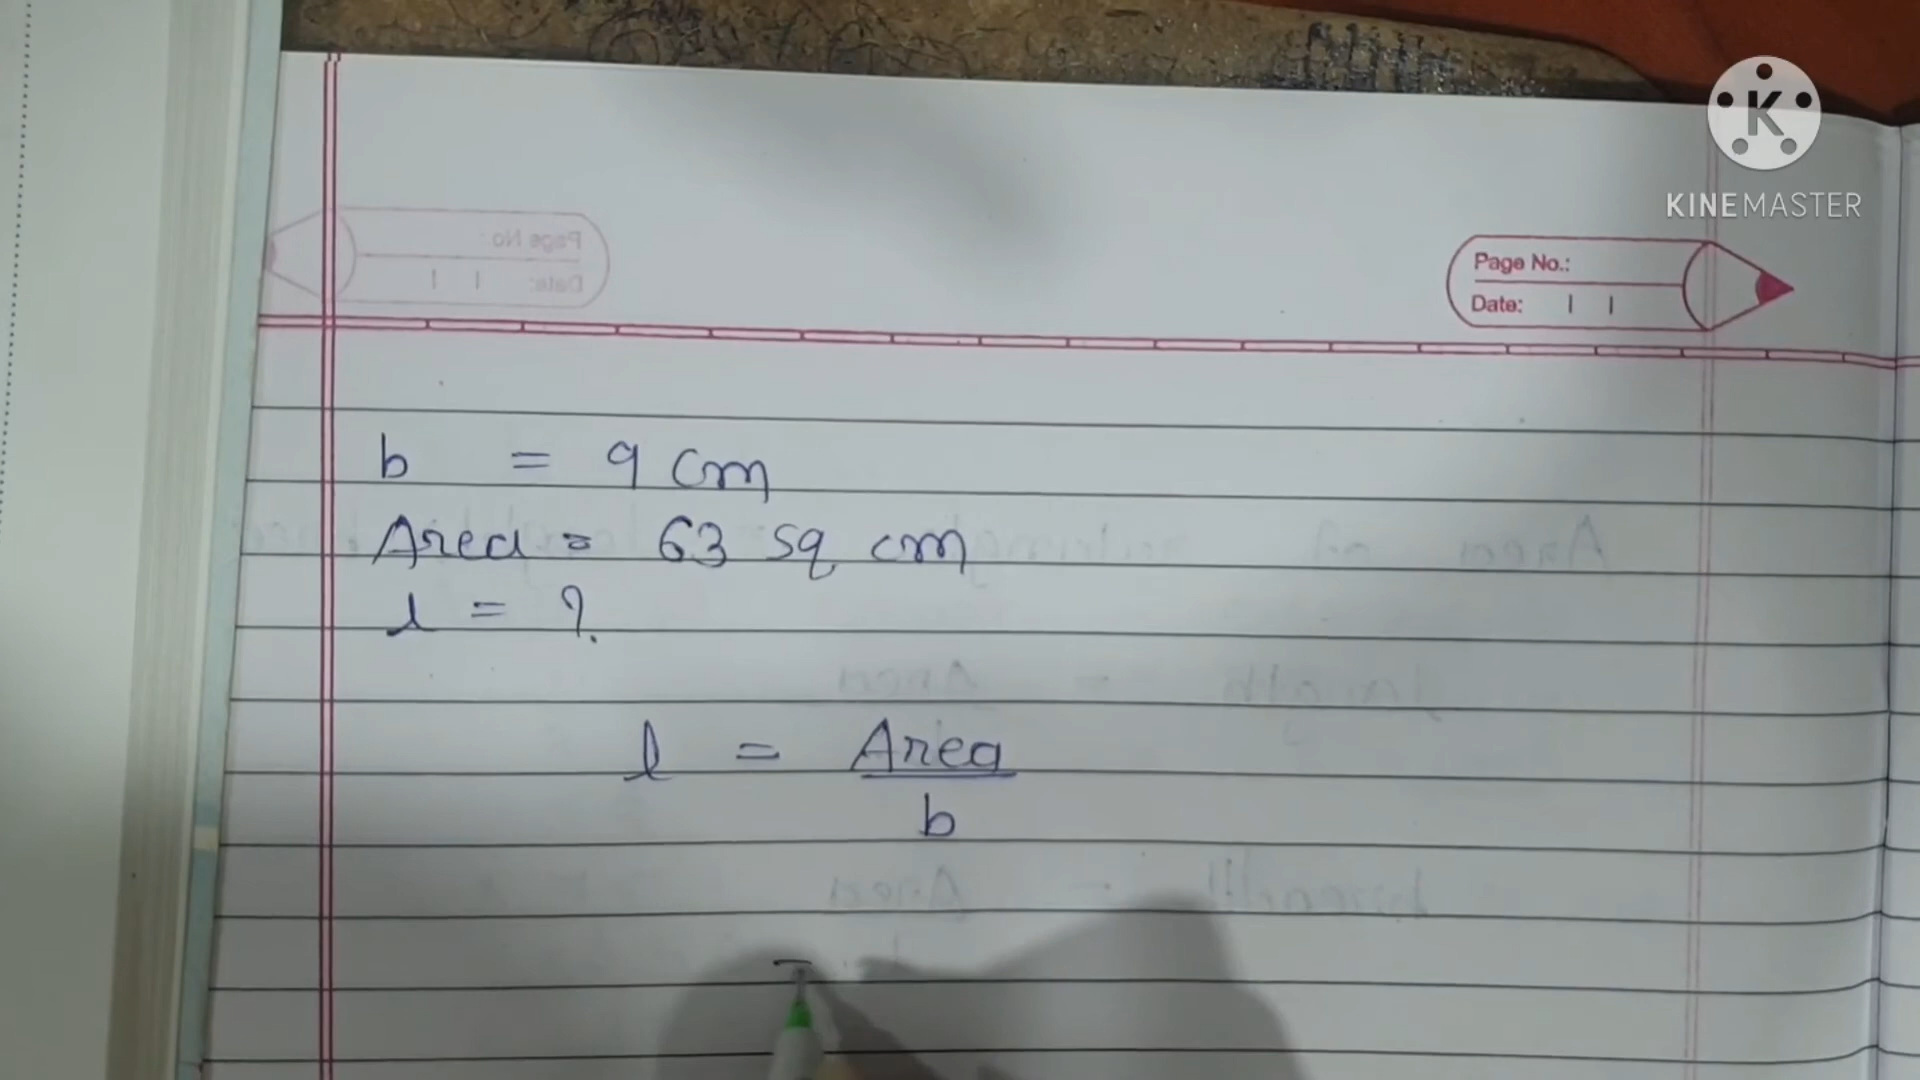 KINEMASTER
Page No.:
Date:
b = 9 cm
Area = 63 sq cm
l = ?
l = Area
b